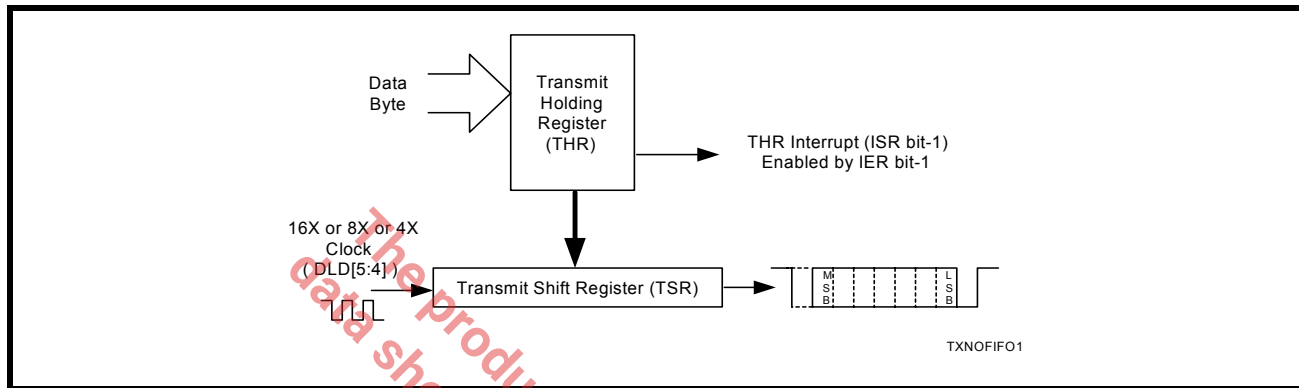 Data
Byte
Transmit
Holding
Register
(THR)
THR Interrupt (ISR bit-1)
Enabled by IER bit-1
16X or 8X or 4X
Clock
( DLD[5:4] )
Transmit Shift Register (TSR)
M
S
B
L
S
B
TXNOFIFO1
The produ
data she